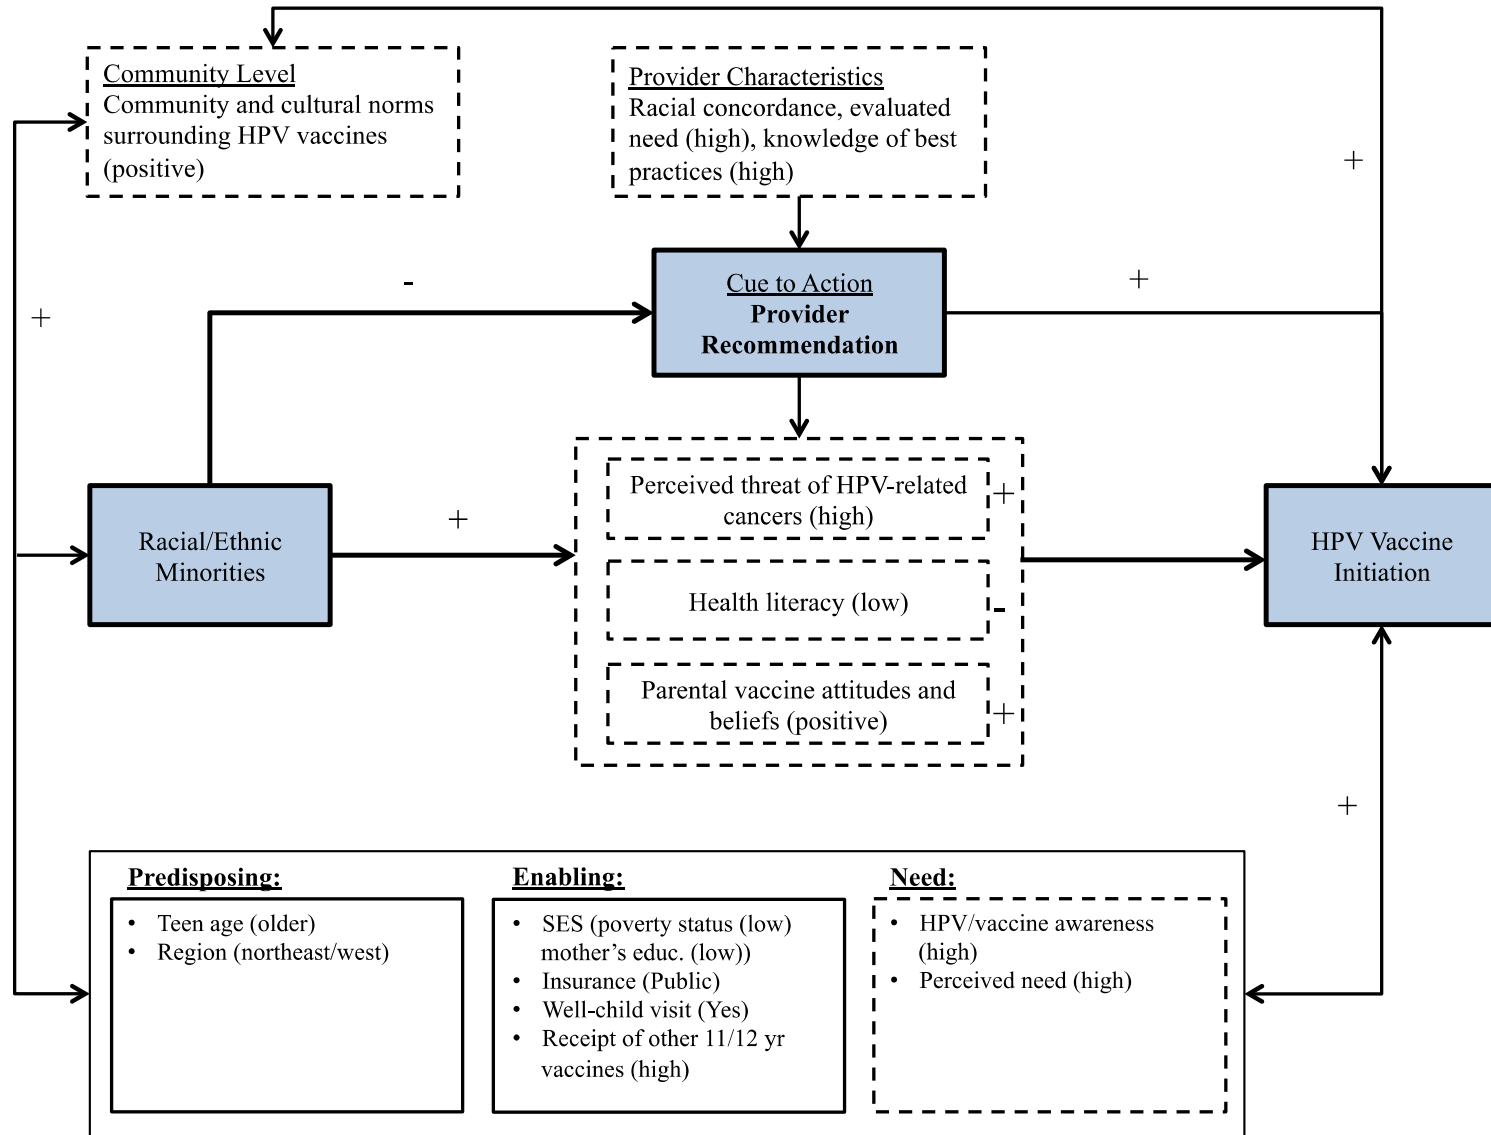 Community Level
Community and cultural norms
surrounding HPV vaccines
(positive)
Provider Characteristics
Racial concordance, evaluated
need (high), knowledge of best
practices (high)
+
-
Cue to Action
Provider
Recommendation
+
+
Racial/Ethnic
Minorities
+
Perceived threat of HPV-related
cancers (high)
+
Health literacy (low)
-
Parental vaccine attitudes and
beliefs (positive)
+
HPV Vaccine
Initiation
+
Predisposing:
• Teen age (older)
• Region (northeast/west)
Enabling:
• SES (poverty status (low)
mother’s educ. (low))
• Insurance (Public)
• Well-child visit (Yes)
• Receipt of other 11/12 yr
vaccines (high)
Need:
• HPV/vaccine awareness
(high)
• Perceived need (high)